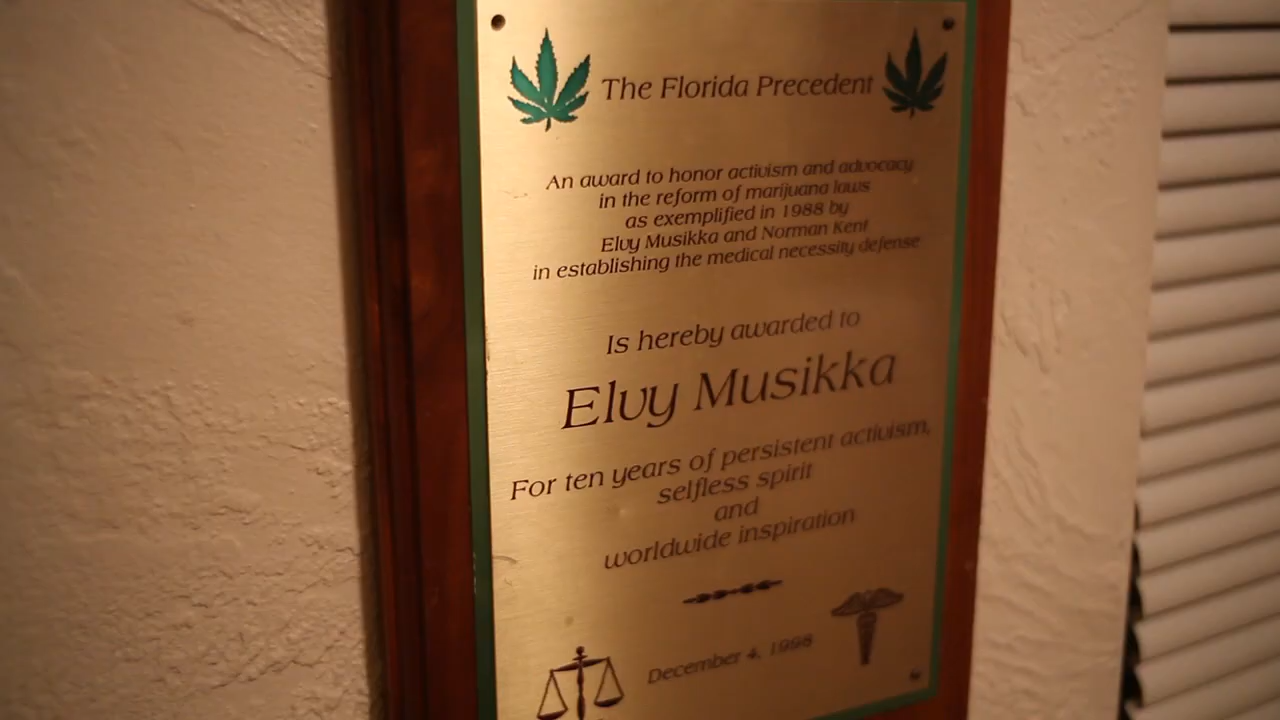 The Florida Precedent
An award to honor activism and advocacy
in the reform of marijuana laws
as exemplified in 1988 by
Elvy Musikka and Norman Kent
in establishing the medical necessity defense
Is hereby awarded to
Elvy Musikka
For ten years of persistent activism,
selfless spirit
and
worldwide inspiration
December 4, 1998